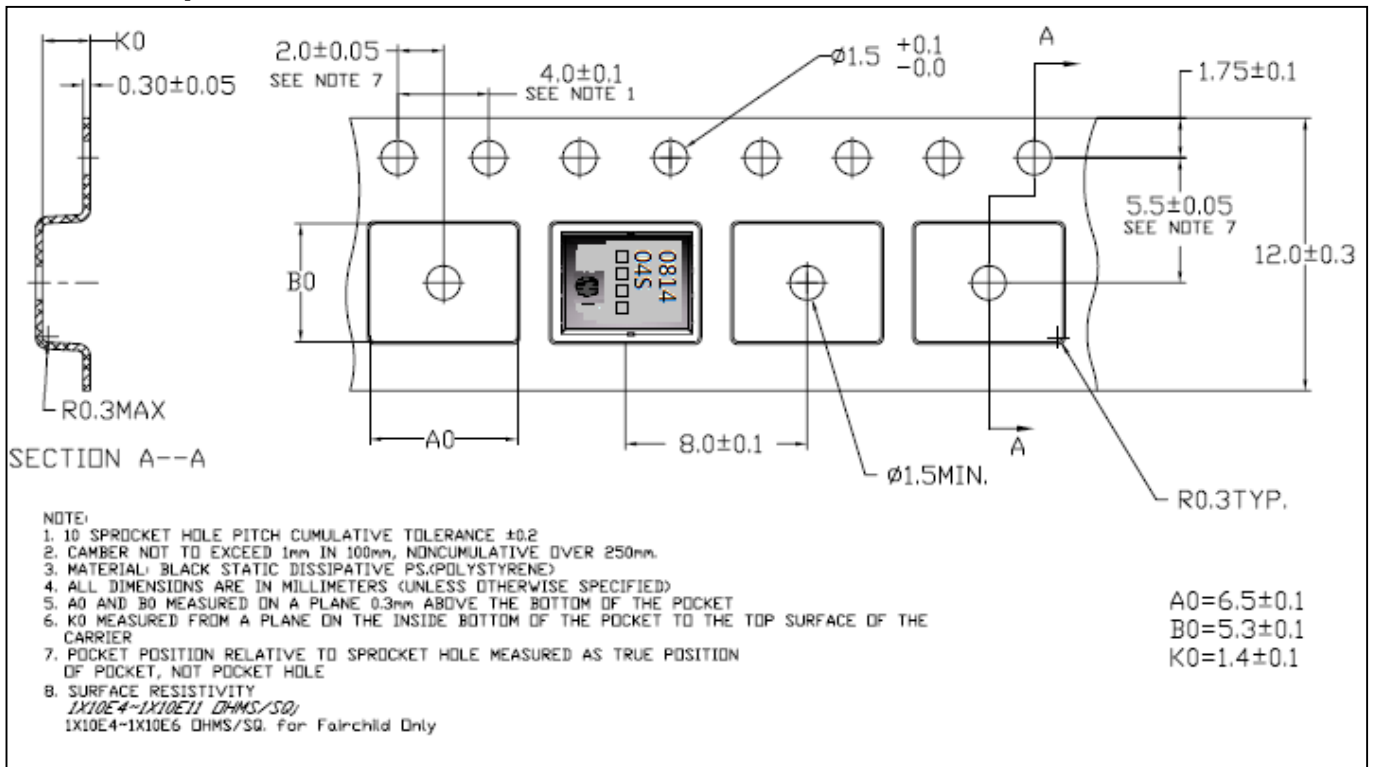 K0
0.30±0.05
2.0±0.05
SEE NOTE 7
4.0±0.1
SEE NOTE 1
Ø1.5 +0.1
-0.0
A
1.75±0.1
5.5±0.05
SEE NOTE 7
12.0±0.3
B0
0814
04S
R0.3MAX
A0
8.0±0.1
A
Ø1.5MIN.
R0.3TYP.
SECTION A--A
NOTE:
1. 10 SPROCKET HOLE PITCH CUMULATIVE TOLERANCE ±0.2
2. CAMBER NOT TO EXCEED 1mm IN 100mm, NONCUMULATIVE OVER 250mm.
3. MATERIAL: BLACK STATIC DISSIPATIVE PS.(POLYSTYRENE)
4. ALL DIMENSIONS ARE IN MILLIMETERS (UNLESS OTHERWISE SPECIFIED)
5. A0 AND B0 MEASURED ON A PLANE 0.3mm ABOVE THE BOTTOM OF THE POCKET
6. K0 MEASURED FROM A PLANE ON THE INSIDE BOTTOM OF THE POCKET TO THE TOP SURFACE OF THE
CARRIER
7. POCKET POSITION RELATIVE TO SPROCKET HOLE MEASURED AS TRUE POSITION
OF POCKET, NOT POCKET HOLE
8. SURFACE RESISTIVITY
1X10E4~1X10E11 OHMS/SQ;
1X10E4~1X10E6 OHMS/SQ. for Fairchild Only
A0=6.5±0.1
B0=5.3±0.1
K0=1.4±0.1